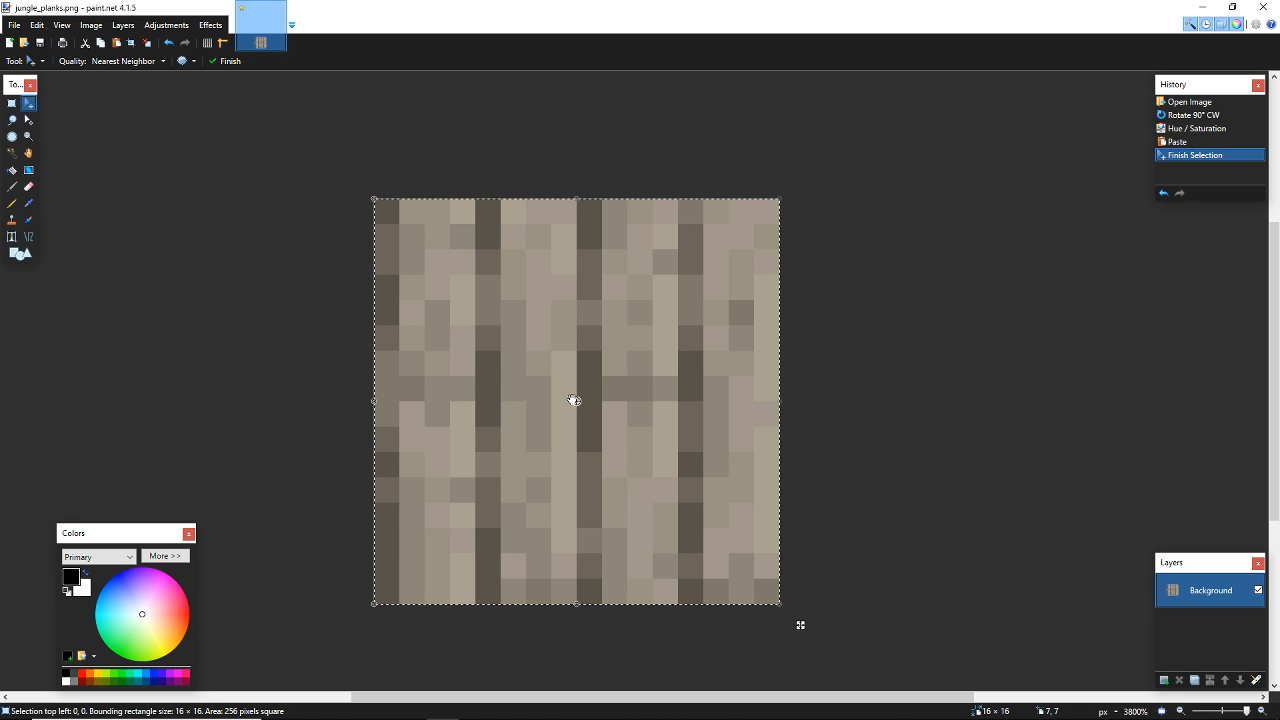 jungle_planks.png - paint.net 4.1.5
File Edit View Image Layers Adjustments Effects
Tool: Quality: Nearest Neighbor Finish
To...
History
Open Image
Rotate 90° CW
Hue / Saturation
Paste
Finish Selection
Colors
Primary More >>
Layers
Background
Selection top left: 0, 0. Bounding rectangle size: 16 × 16. Area: 256 pixels square
16 × 16 7, 7 px 3800%